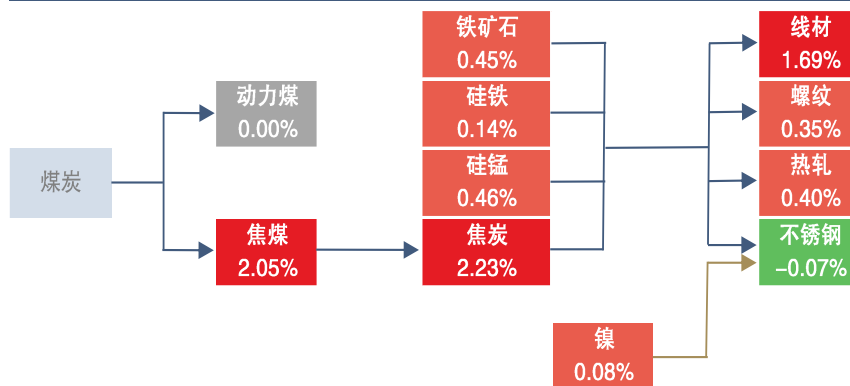 铁矿石
0.45%
线材
1.69%
动力煤
0.00%
硅铁
0.14%
螺纹
0.35%
煤炭
硅锰
0.46%
热轧
0.40%
焦煤
2.05%
焦炭
2.23%
不锈钢
-0.07%
镍
0.08%